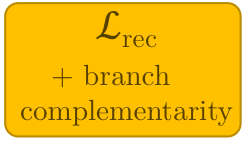 ℒ_rec
+ branch
complementarity